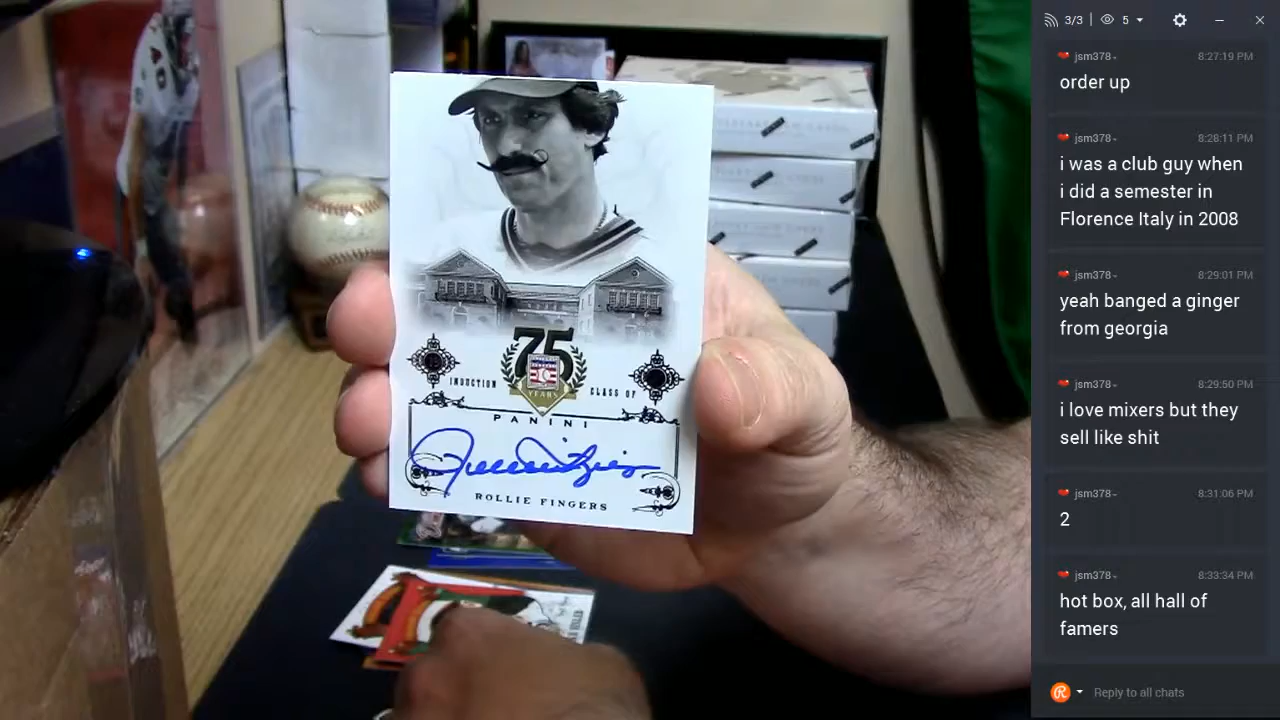 75
YEARS
INDUCTION
CLASS OF
PANINI
ROLLIE FINGERS
3/3
5
jsm378
8:27:19 PM
order up
jsm378
8:28:11 PM
i was a club guy when
i did a semester in
Florence Italy in 2008
jsm378
8:29:01 PM
yeah banged a ginger
from georgia
jsm378
8:29:50 PM
i love mixers but they
sell like shit
jsm378
8:31:06 PM
2
jsm378
8:33:34 PM
hot box, all hall of
famers
Reply to all chats